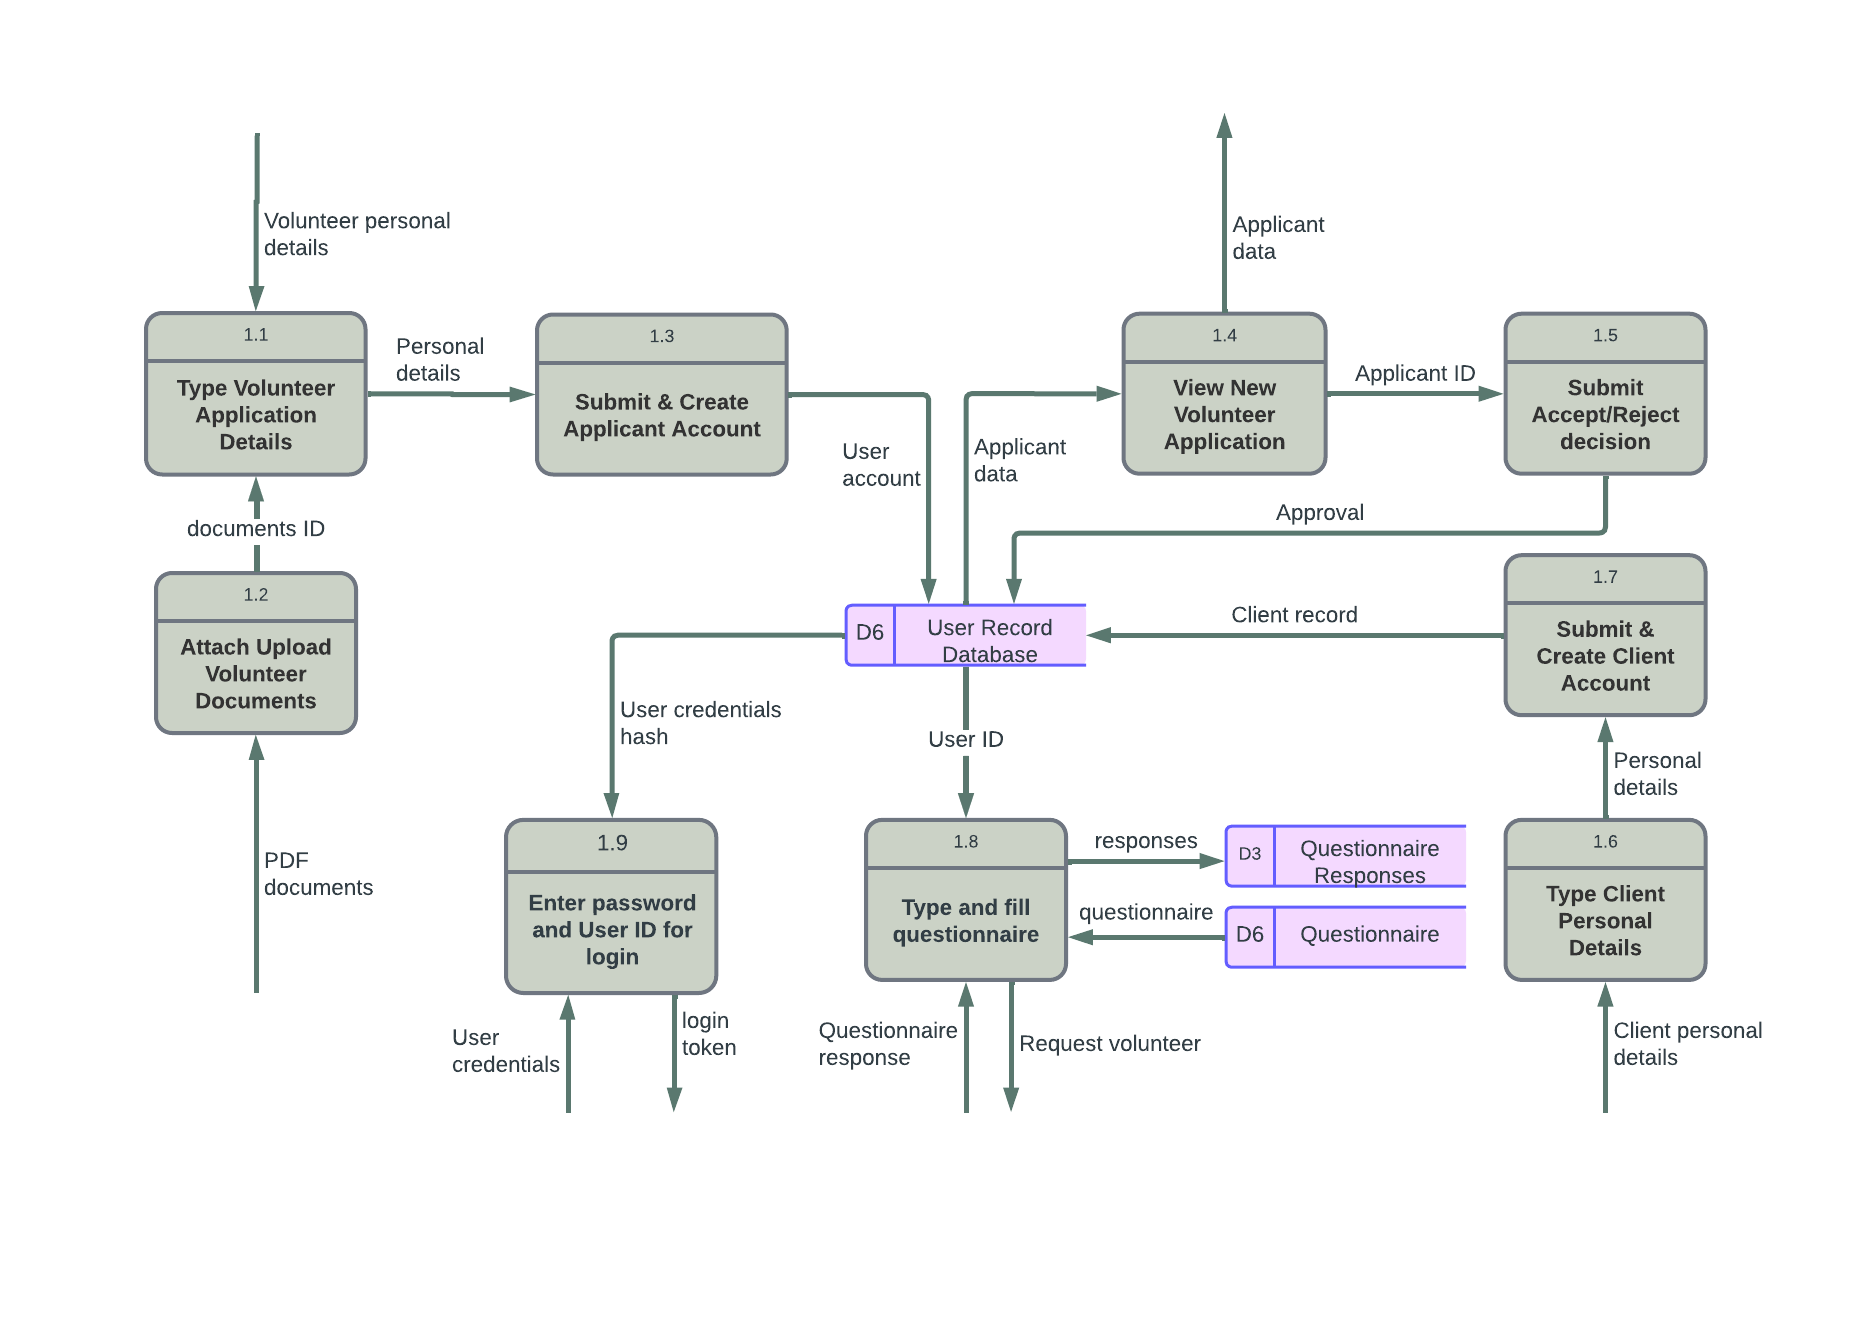 Volunteer personal
details
Applicant
data
1.1
Type Volunteer
Application
Details
Personal
details
1.3
Submit & Create
Applicant Account
1.4
View New
Volunteer
Application
Applicant ID
1.5
Submit
Accept/Reject
decision
User
account
Applicant
data
Approval
documents ID
1.2
Attach Upload
Volunteer
Documents
D6
User Record
Database
Client record
1.7
Submit &
Create Client
Account
User credentials
hash
User ID
Personal
details
PDF
documents
1.9
Enter password
and User ID for
login
1.8
Type and fill
questionnaire
responses
D3
Questionnaire
Responses
questionnaire
D6
Questionnaire
1.6
Type Client
Personal
Details
User
credentials
login
token
Questionnaire
response
Request volunteer
Client personal
details